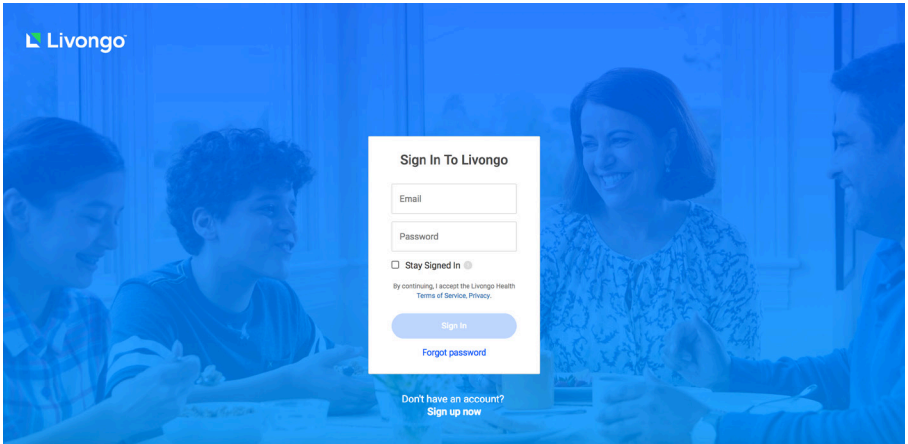 Livongo
Sign In To Livongo
Email
Password
Stay Signed In
By continuing, I accept the Livongo Health
Terms of Service, Privacy.
Sign In
Forgot password
Don't have an account?
Sign up now